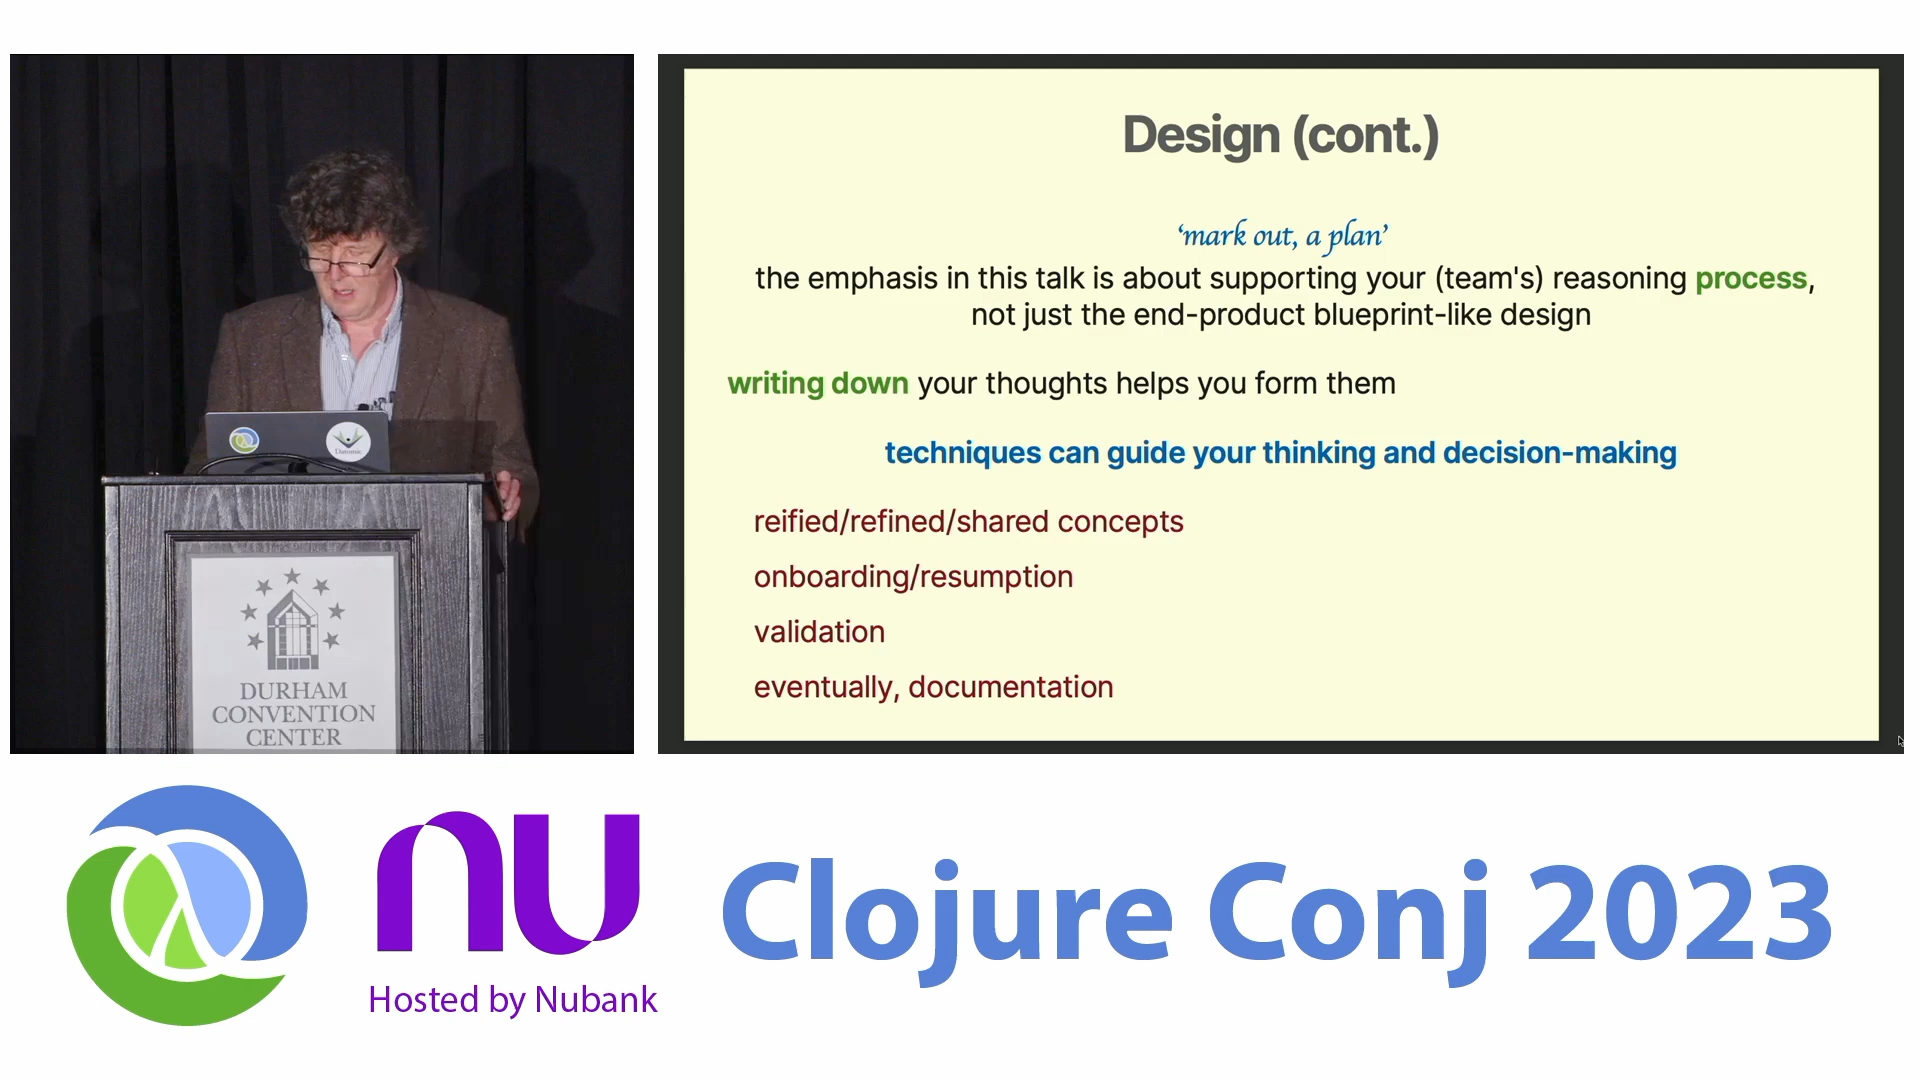 Design (cont.)
‘mark out, a plan’
the emphasis in this talk is about supporting your (team's) reasoning process,
not just the end-product blueprint-like design
writing down your thoughts helps you form them
techniques can guide your thinking and decision-making
reified/refined/shared concepts
onboarding/resumption
validation
eventually, documentation
Datomic
DURHAM
CONVENTION
CENTER
nu
Hosted by Nubank
Clojure Conj 2023